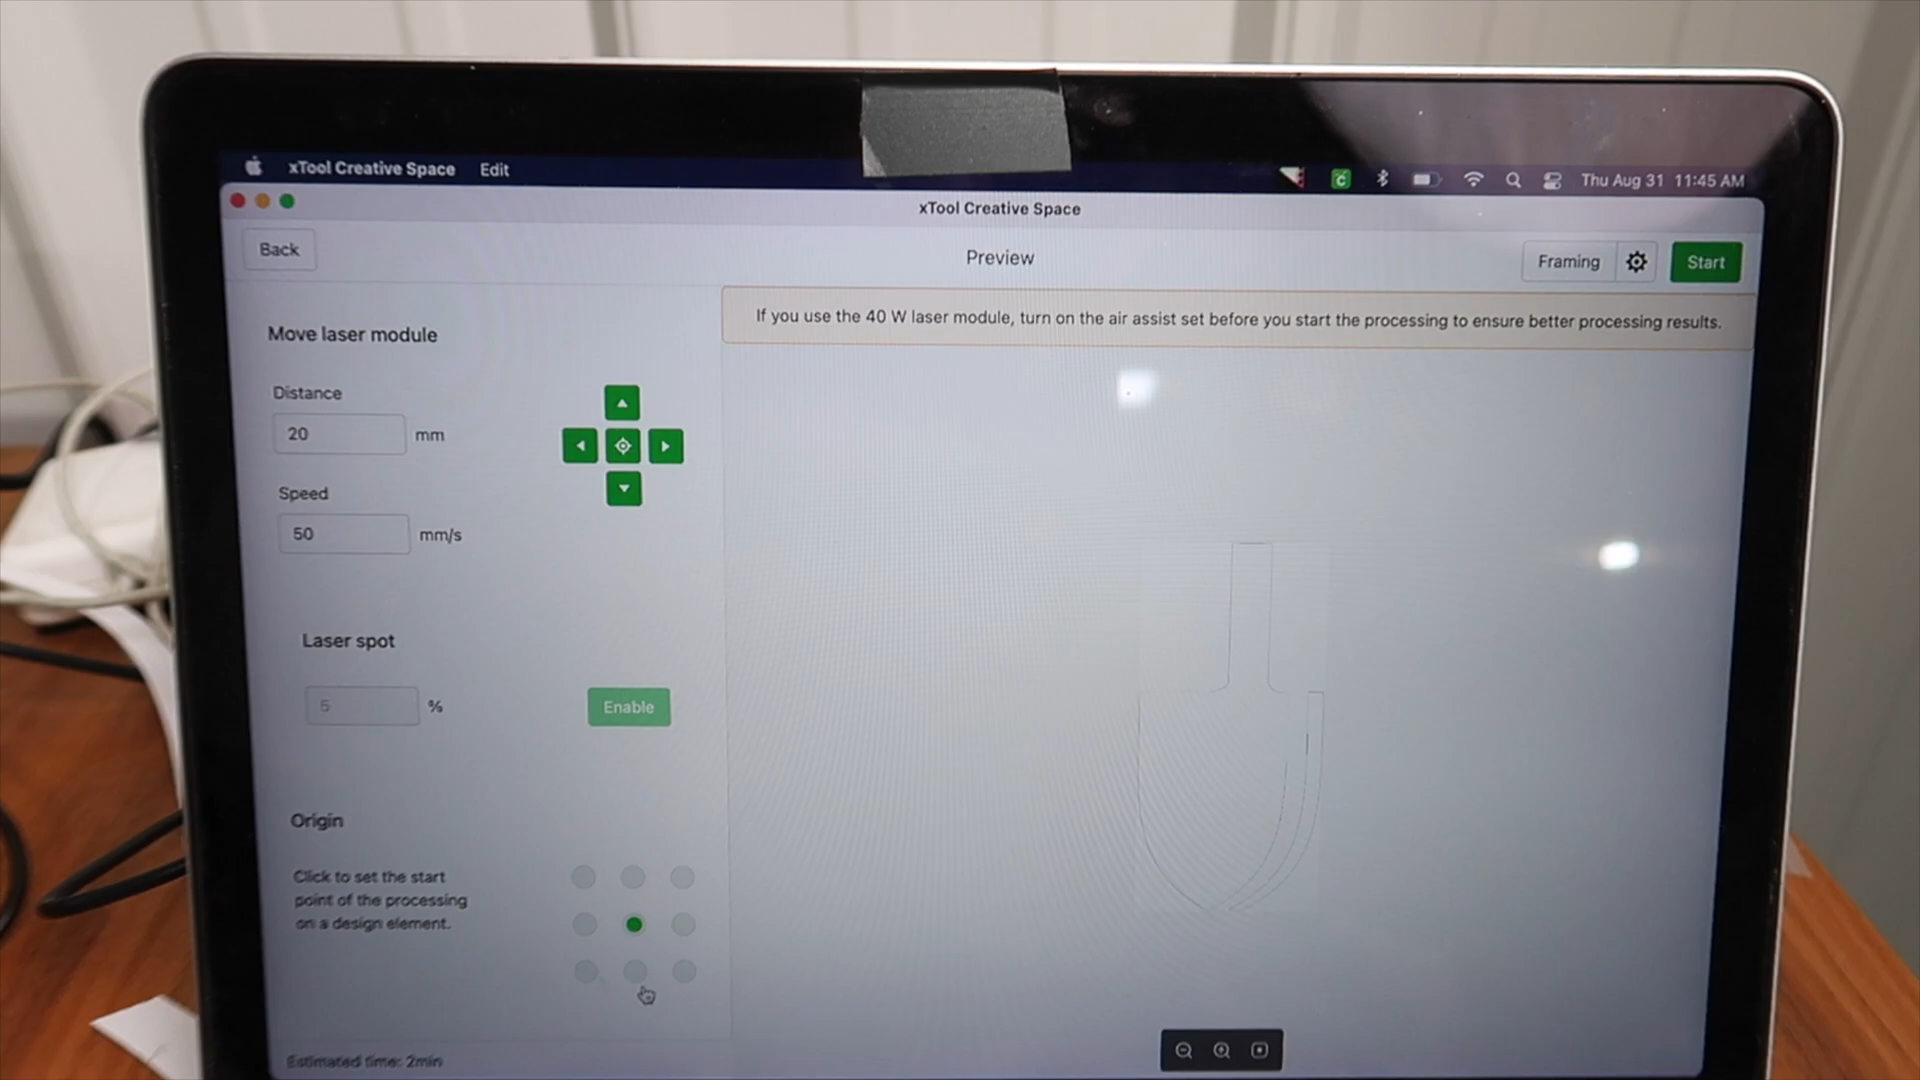 xTool Creative Space Edit
Thu Aug 31 11:45 AM
xTool Creative Space
Back
Preview
Framing
Start
If you use the 40 W laser module, turn on the air assist set before you start the processing to ensure better processing results.
Move laser module
Distance
20 mm
Speed
50 mm/s
Laser spot
5 %
Enable
Origin
Click to set the start
point of the processing
on a design element.
Estimated time: 2min